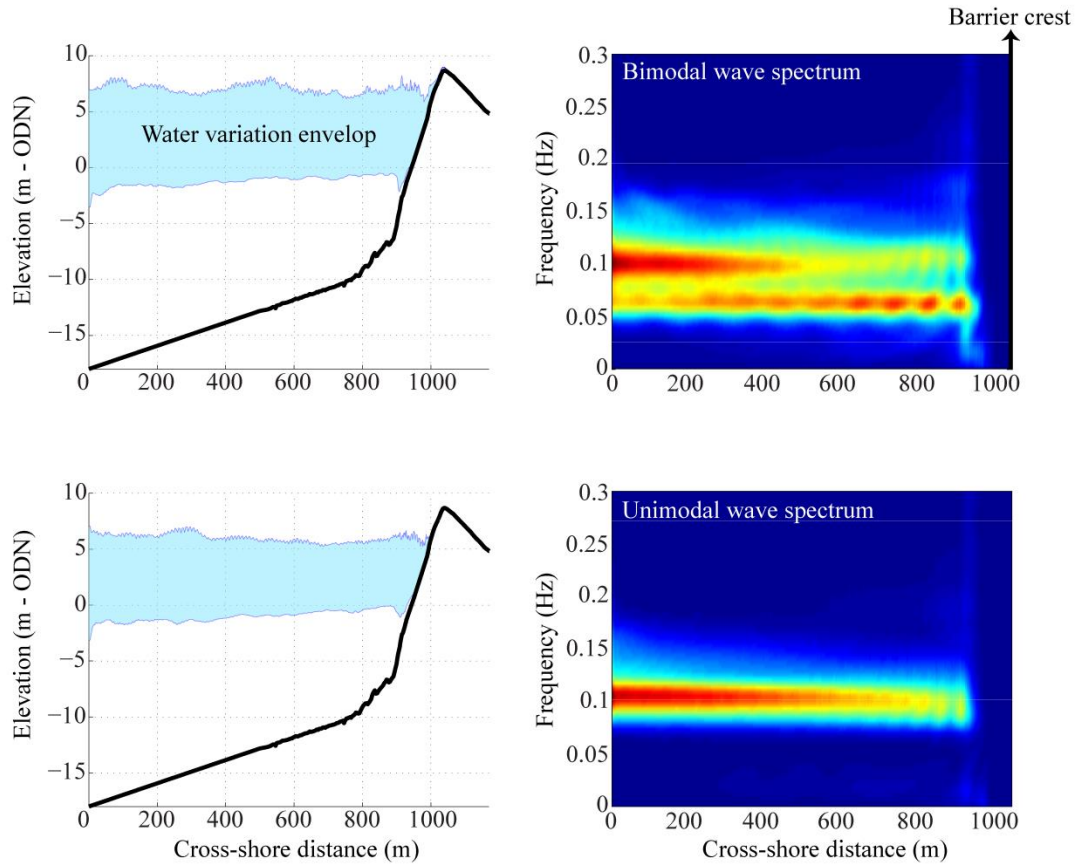 Barrier crest
Elevation (m - ODN)
10
5
0
−5
−10
−15
Water variation envelop
0 200 400 600 800 1000
Frequency (Hz)
0.3
0.25
0.2
0.15
0.1
0.05
0
Bimodal wave spectrum
0 200 400 600 800 1000
Elevation (m - ODN)
10
5
0
−5
−10
−15
0 200 400 600 800 1000
Cross-shore distance (m)
Frequency (Hz)
0.3
0.25
0.2
0.15
0.1
0.05
0
Unimodal wave spectrum
0 200 400 600 800 1000
Cross-shore distance (m)